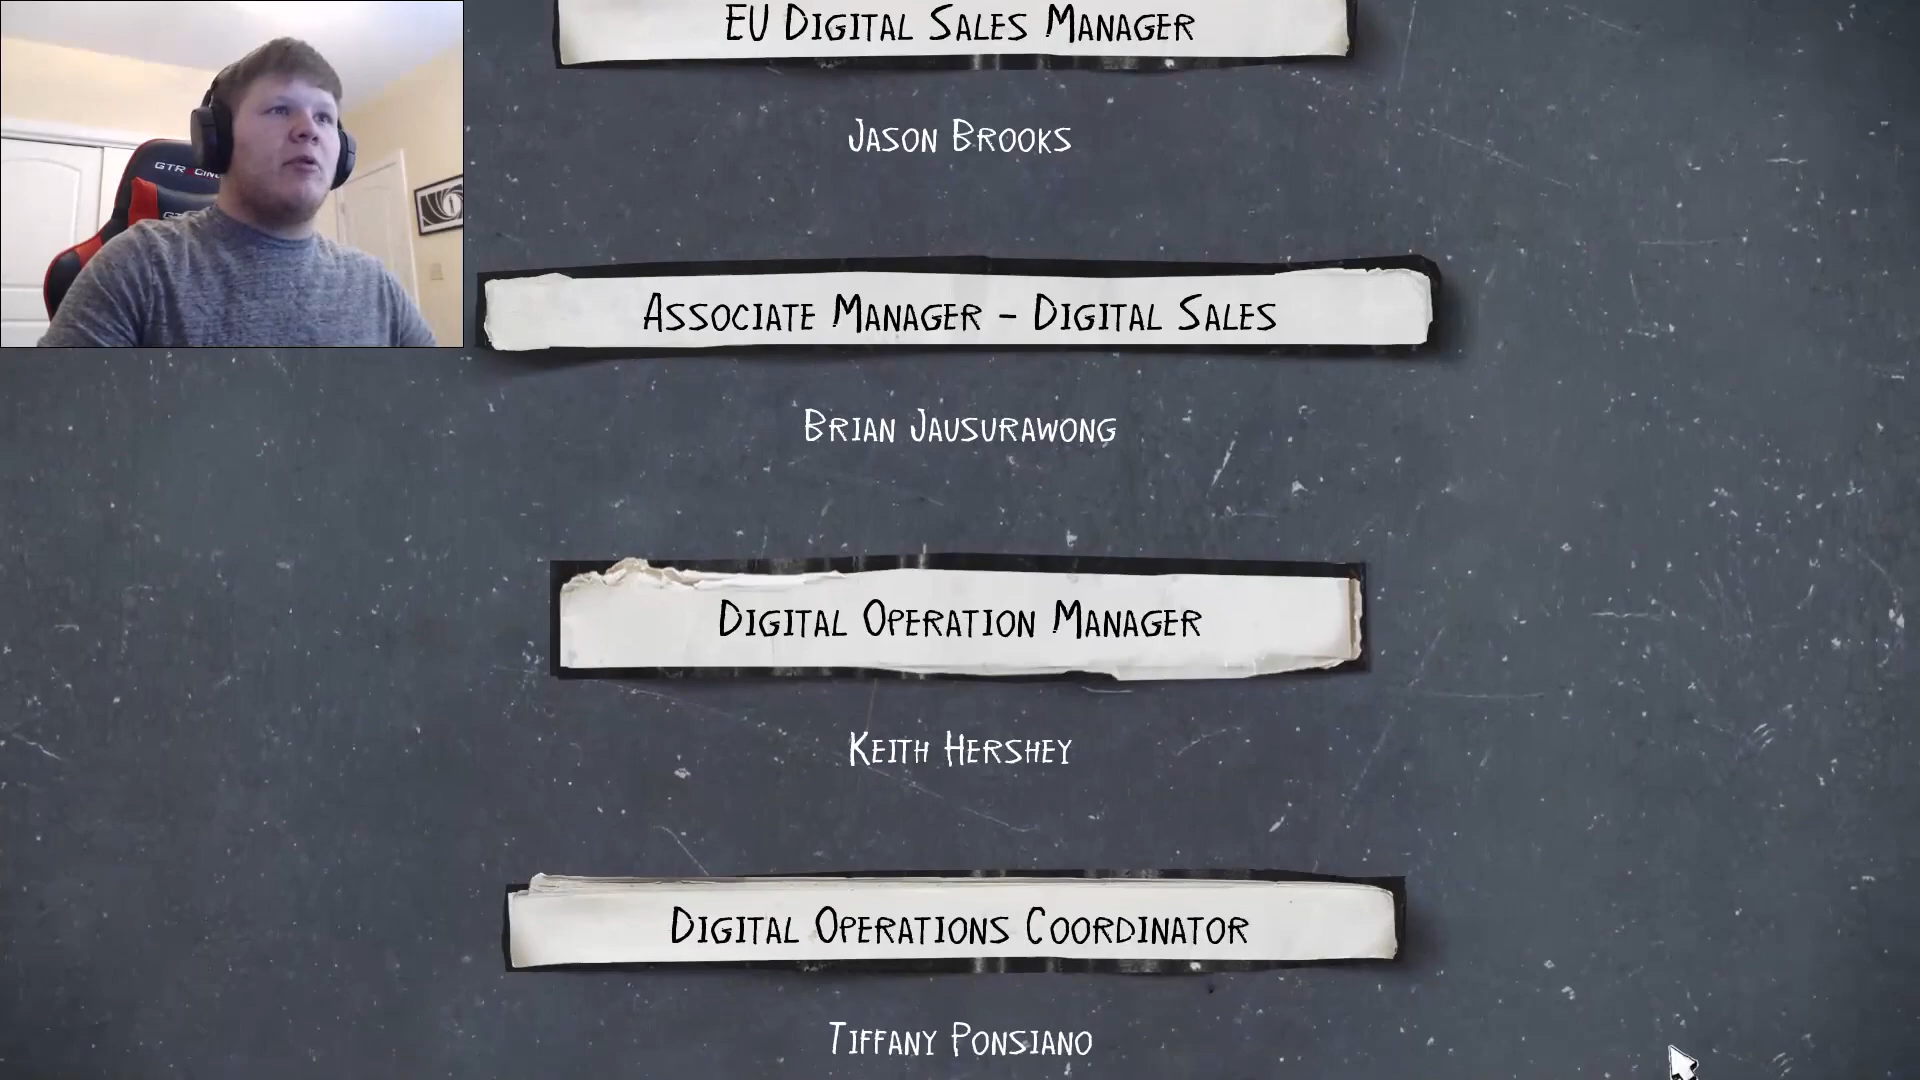 EU Digital Sales Manager
Jason Brooks
GTRACING
Associate Manager - Digital Sales
Brian Jausurawong
Digital Operation Manager
Keith Hershey
Digital Operations Coordinator
Tiffany Ponsiano